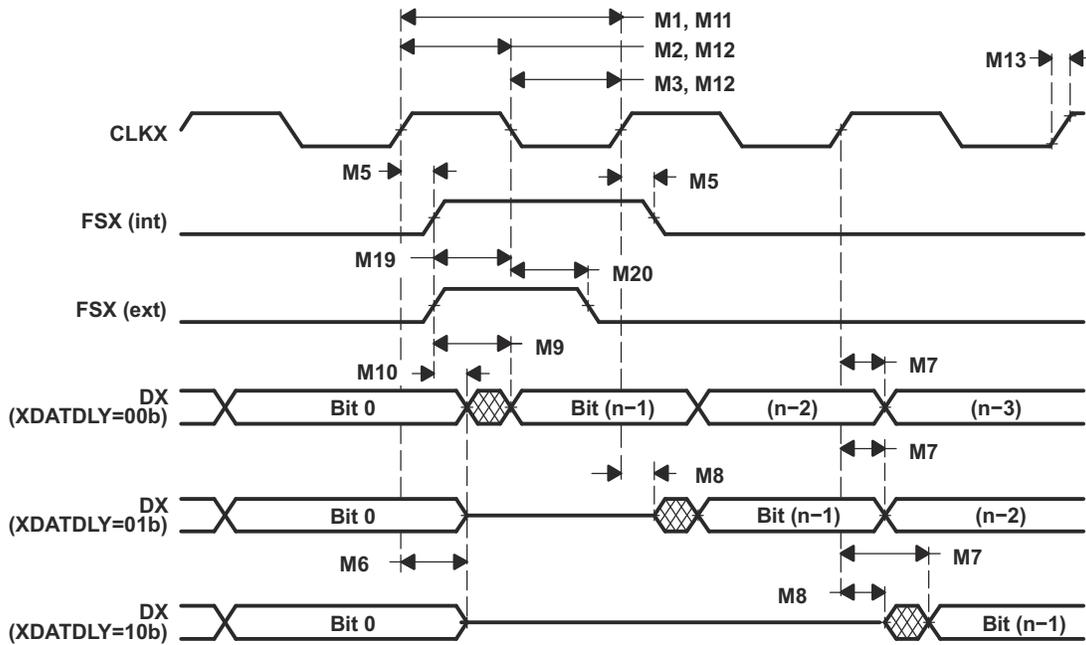 M1, M11
M2, M12
M13
M3, M12
CLKX
M5
M5
FSX (int)
M19
M20
FSX (ext)
M9
M10
M7
DX
(XDATDLY=00b)
Bit 0
Bit (n−1)
(n−2)
(n−3)
M7
M8
DX
(XDATDLY=01b)
Bit 0
Bit (n−1)
(n−2)
M6
M7
M8
DX
(XDATDLY=10b)
Bit 0
Bit (n−1)